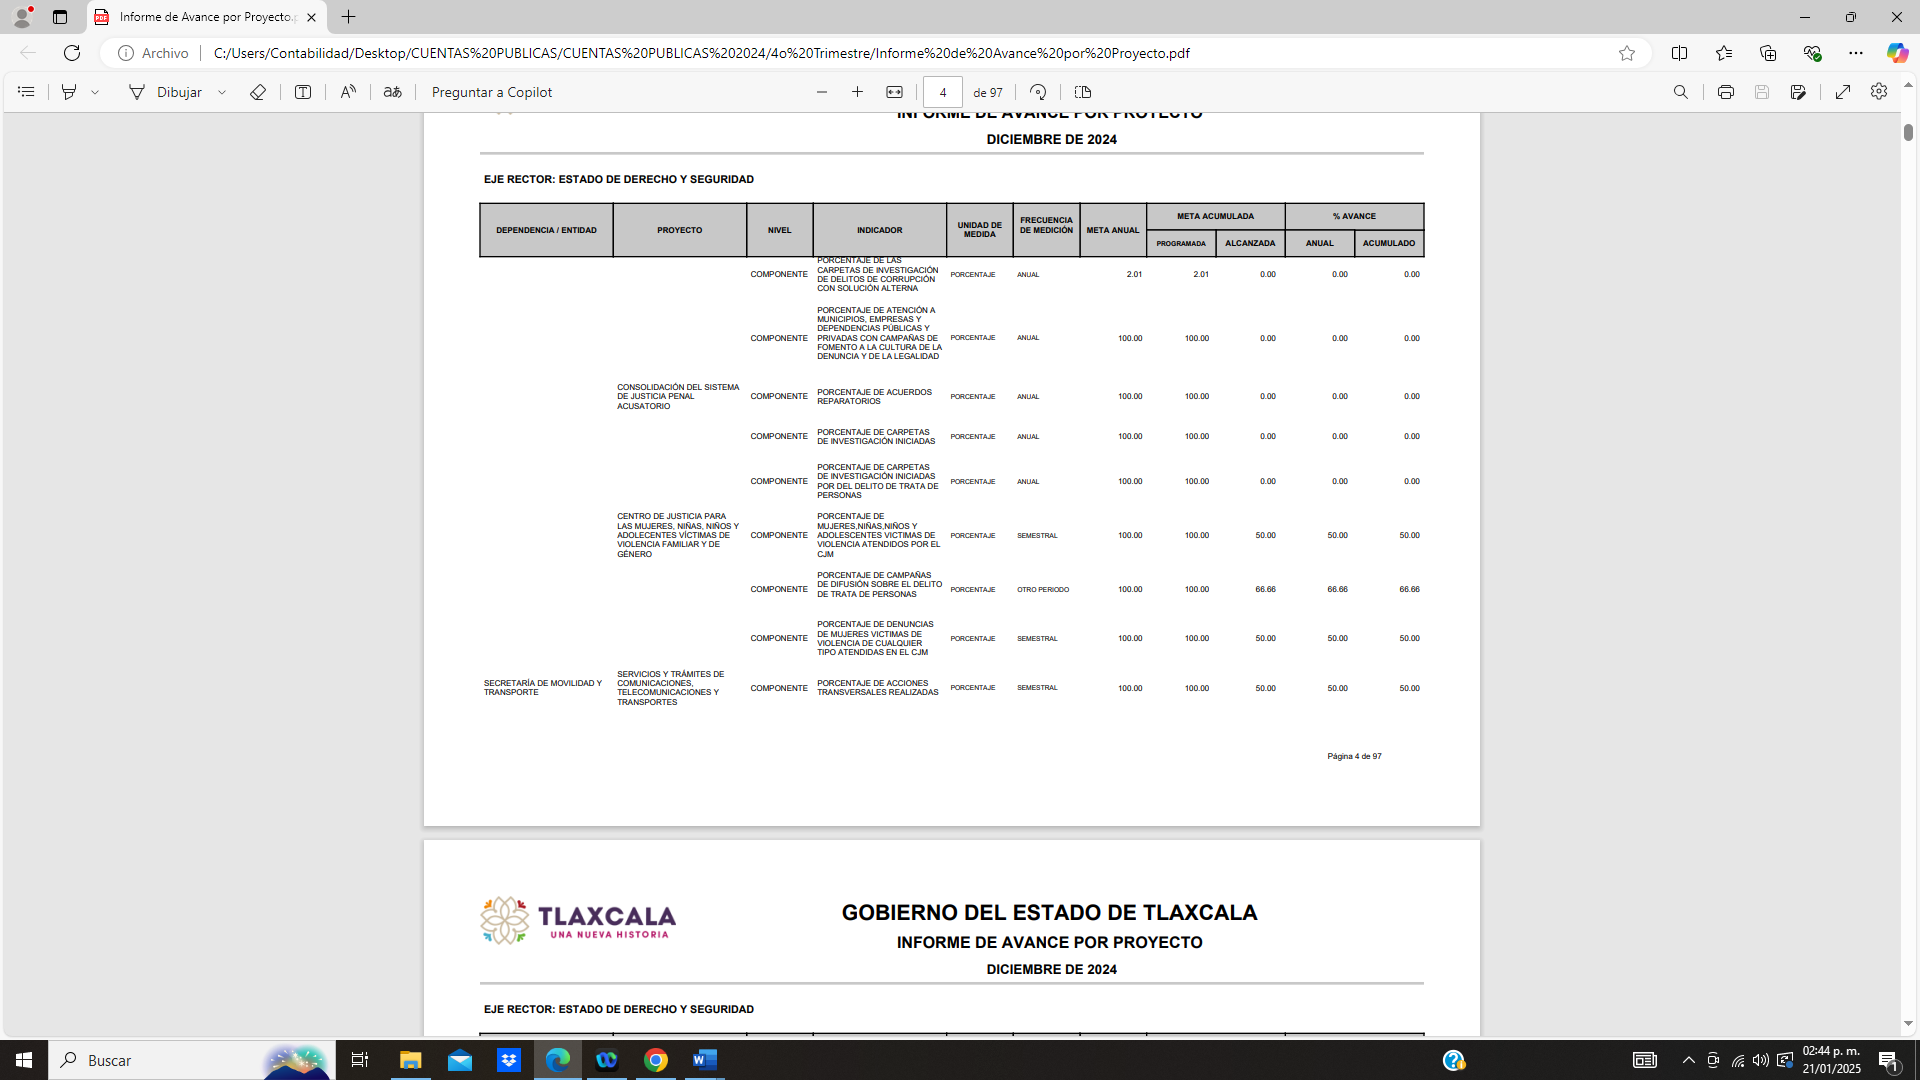 Informe de Avance por Proyecto.p
Archivo
C:/Users/Contabilidad/Desktop/CUENTAS%20PUBLICAS/CUENTAS%20PUBLICAS%202024/4o%20Trimestre/Informe%20de%20Avance%20por%20Proyecto.pdf
Dibujar
Preguntar a Copilot
4 de 97
INFORME DE AVANCE POR PROYECTO
DICIEMBRE DE 2024
EJE RECTOR: ESTADO DE DERECHO Y SEGURIDAD
DEPENDENCIA / ENTIDAD
PROYECTO
NIVEL
INDICADOR
UNIDAD DE
MEDIDA
FRECUENCIA
DE MEDICIÓN
META ANUAL
META ACUMULADA
PROGRAMADA
ALCANZADA
% AVANCE
ANUAL
ACUMULADO
COMPONENTE
PORCENTAJE DE LAS
CARPETAS DE INVESTIGACIÓN
DE DELITOS DE CORRUPCIÓN
CON SOLUCIÓN ALTERNA
PORCENTAJE ANUAL 2.01 2.01 0.00 0.00 0.00
COMPONENTE
PORCENTAJE DE ATENCIÓN A
MUNICIPIOS, EMPRESAS Y
DEPENDENCIAS PÚBLICAS Y
PRIVADAS CON CAMPAÑAS DE
FOMENTO A LA CULTURA DE LA
DENUNCIA Y DE LA LEGALIDAD
PORCENTAJE ANUAL 100.00 100.00 0.00 0.00 0.00
CONSOLIDACIÓN DEL SISTEMA
DE JUSTICIA PENAL
ACUSATORIO
COMPONENTE
PORCENTAJE DE ACUERDOS
REPARATORIOS
PORCENTAJE ANUAL 100.00 100.00 0.00 0.00 0.00
COMPONENTE
PORCENTAJE DE CARPETAS
DE INVESTIGACIÓN INICIADAS
PORCENTAJE ANUAL 100.00 100.00 0.00 0.00 0.00
COMPONENTE
PORCENTAJE DE CARPETAS
DE INVESTIGACIÓN INICIADAS
POR DEL DELITO DE TRATA DE
PERSONAS
PORCENTAJE ANUAL 100.00 100.00 0.00 0.00 0.00
CENTRO DE JUSTICIA PARA
LAS MUJERES, NIÑAS, NIÑOS Y
ADOLECENTES VÍCTIMAS DE
VIOLENCIA FAMILIAR Y DE
GÉNERO
COMPONENTE
PORCENTAJE DE
MUJERES,NIÑAS,NIÑOS Y
ADOLESCENTES VICTIMAS DE
VIOLENCIA ATENDIDOS POR EL
CJM
PORCENTAJE SEMESTRAL 100.00 100.00 50.00 50.00 50.00
COMPONENTE
PORCENTAJE DE CAMPAÑAS
DE DIFUSIÓN SOBRE EL DELITO
DE TRATA DE PERSONAS
PORCENTAJE OTRO PERIODO 100.00 100.00 66.66 66.66 66.66
COMPONENTE
PORCENTAJE DE DENUNCIAS
DE MUJERES VICTIMAS DE
VIOLENCIA DE CUALQUIER
TIPO ATENDIDAS EN EL CJM
PORCENTAJE SEMESTRAL 100.00 100.00 50.00 50.00 50.00
SECRETARÍA DE MOVILIDAD Y
TRANSPORTE
SERVICIOS Y TRÁMITES DE
COMUNICACIONES,
TELECOMUNICACIONES Y
TRANSPORTES
COMPONENTE
PORCENTAJE DE ACCIONES
TRANSVERSALES REALIZADAS
PORCENTAJE SEMESTRAL 100.00 100.00 50.00 50.00 50.00
Página 4 de 97
TLAXCALA
UNA NUEVA HISTORIA
GOBIERNO DEL ESTADO DE TLAXCALA
INFORME DE AVANCE POR PROYECTO
DICIEMBRE DE 2024
EJE RECTOR: ESTADO DE DERECHO Y SEGURIDAD
Buscar
02:44 p. m.
21/01/2025
1